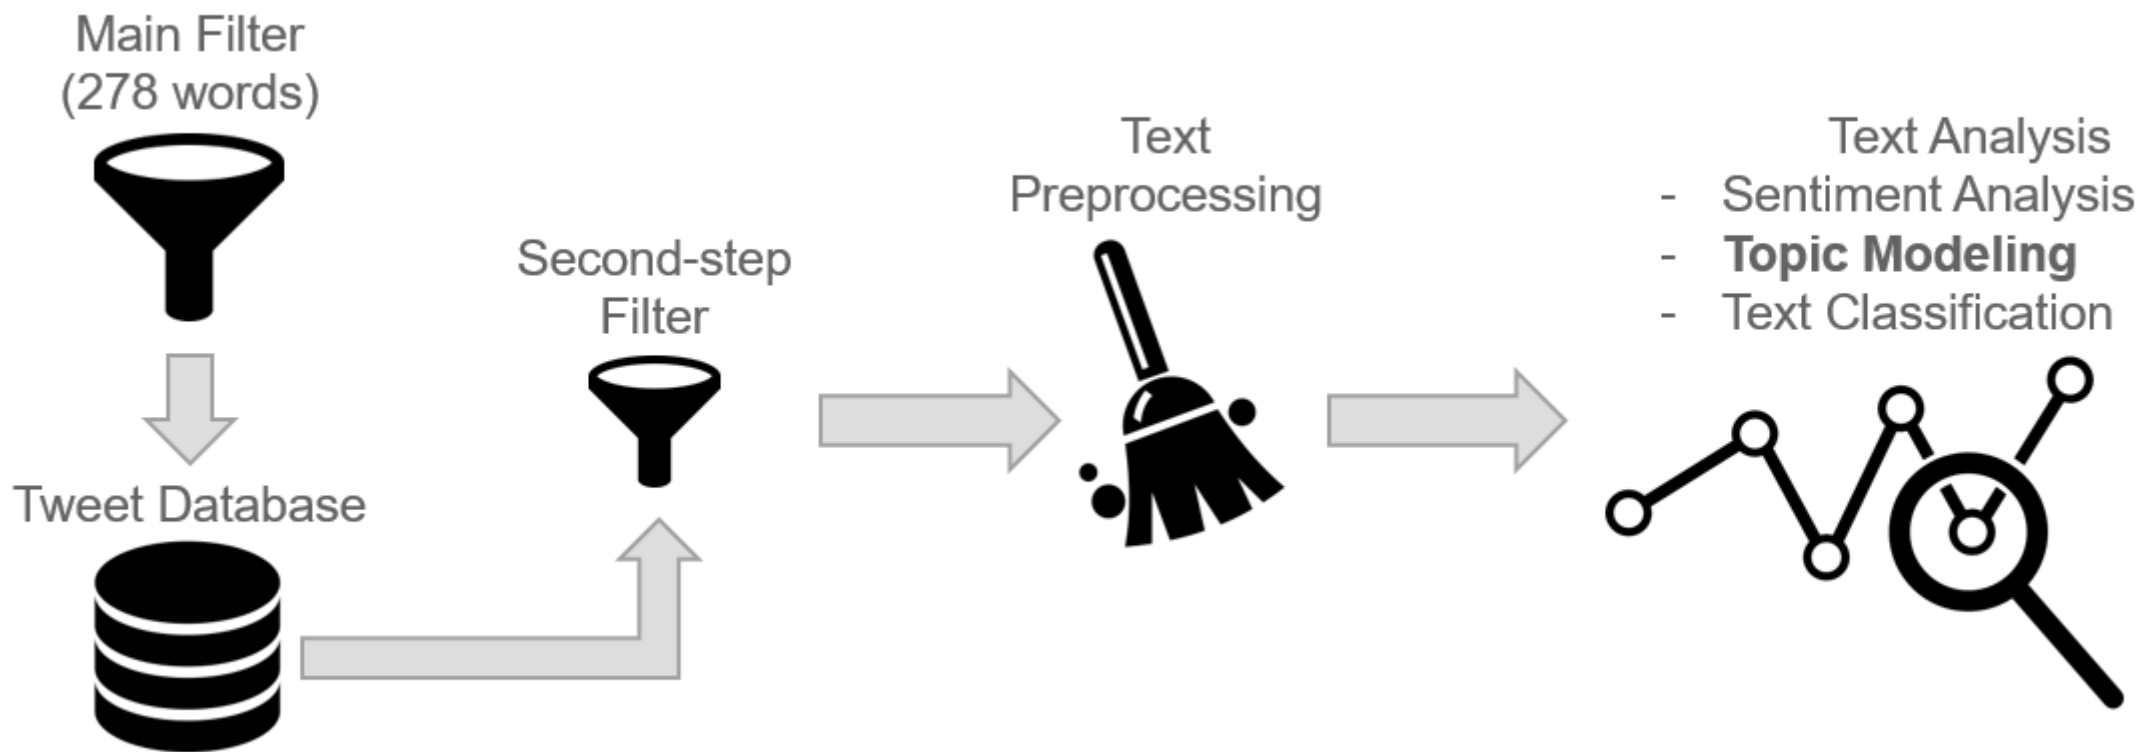 Main Filter
(278 words)
Tweet Database
Second-step
Filter
Text
Preprocessing
Text Analysis
- Sentiment Analysis
- Topic Modeling
- Text Classification